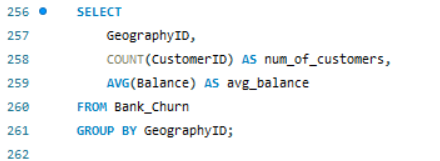 256 SELECT
257 GeographyID,
258 COUNT(CustomerID) AS num_of_customers,
259 AVG(Balance) AS avg_balance
260 FROM Bank_Churn
261 GROUP BY GeographyID;
262